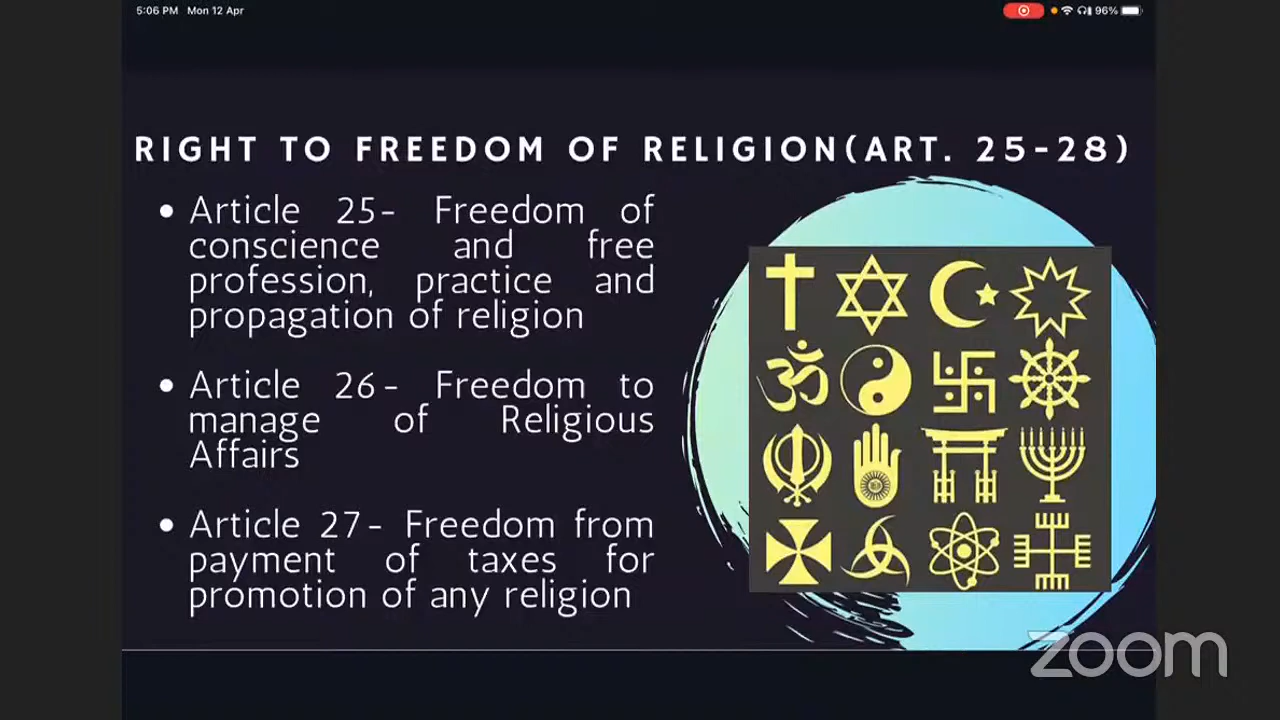 5:06 PM Mon 12 Apr
96%
RIGHT TO FREEDOM OF RELIGION(ART. 25-28)
• Article 25- Freedom of
conscience and free
profession, practice and
propagation of religion
• Article 26- Freedom to
manage of Religious
Affairs
• Article 27- Freedom from
payment of taxes for
promotion of any religion
zoom